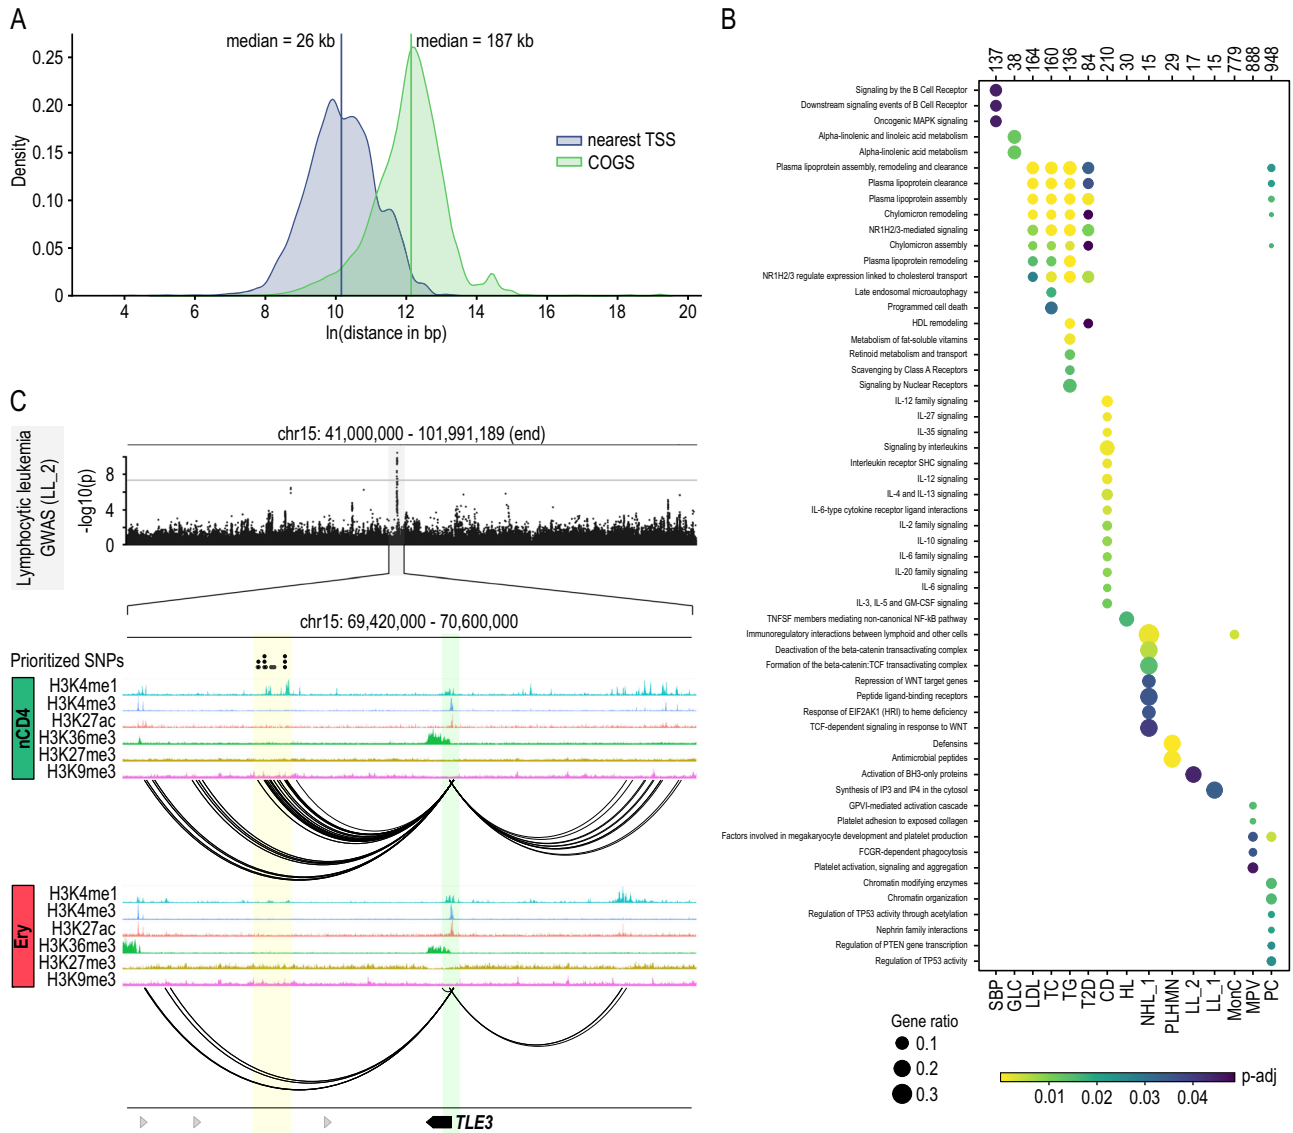 A
median = 26 kb
median = 187 kb
0.25
0.20
0.15
0.10
0.05
0
Density
nearest TSS
COGS
4 6 8 10 12 14 16 18 20
ln(distance in bp)
B
137 38 164 160 136 84 210 30 15 29 17 15 779 888 948
Signaling by the B Cell Receptor
Downstream signaling events of B Cell Receptor
Oncogenic MAPK signaling
Alpha-linolenic and linoleic acid metabolism
Alpha-linolenic acid metabolism
Plasma lipoprotein assembly, remodeling and clearance
Plasma lipoprotein clearance
Plasma lipoprotein assembly
Chylomicron remodeling
NR1H2/3-mediated signaling
Chylomicron assembly
Plasma lipoprotein remodeling
NR1H2/3 regulate expression linked to cholesterol transport
Late endosomal microautophagy
Programmed cell death
HDL remodeling
Metabolism of fat-soluble vitamins
Retinoid metabolism and transport
Scavenging by Class A Receptors
Signaling by Nuclear Receptors
IL-12 family signaling
IL-27 signaling
IL-35 signaling
Signaling by interleukins
Interleukin receptor SHC signaling
IL-12 signaling
IL-4 and IL-13 signaling
IL-6-type cytokine receptor ligand interactions
IL-2 family signaling
IL-10 signaling
IL-6 family signaling
IL-20 family signaling
IL-6 signaling
IL-3, IL-5 and GM-CSF signaling
TNFSF members mediating non-canonical NF-kB pathway
Immunoregulatory interactions between lymphoid and other cells
Deactivation of the beta-catenin transactivating complex
Formation of the beta-catenin:TCF transactivating complex
Repression of WNT target genes
Peptide ligand-binding receptors
Response of EIF2AK1 (HRI) to heme deficiency
TCF-dependent signaling in response to WNT
Defensins
Antimicrobial peptides
Activation of BH3-only proteins
Synthesis of IP3 and IP4 in the cytosol
GPVI-mediated activation cascade
Platelet adhesion to exposed collagen
Factors involved in megakaryocyte development and platelet production
FCGR-dependent phagocytosis
Platelet activation, signaling and aggregation
Chromatin modifying enzymes
Chromatin organization
Regulation of TP53 activity through acetylation
Nephrin family interactions
Regulation of PTEN gene transcription
Regulation of TP53 activity
SBP GLC LDL TC TG T2D CD HL NHL_1 PLHMN LL_2 LL_1 MonC MPV PC
Gene ratio
0.1
0.2
0.3
p-adj
0.01 0.02 0.03 0.04
C
Lymphocytic leukemia
GWAS (LL_2)
chr15: 41,000,000 - 101,991,189 (end)
-log10(p)
8
4
0
chr15: 69,420,000 - 70,600,000
Prioritized SNPs
nCD4
H3K4me1
H3K4me3
H3K27ac
H3K36me3
H3K27me3
H3K9me3
Ery
H3K4me1
H3K4me3
H3K27ac
H3K36me3
H3K27me3
H3K9me3
TLE3